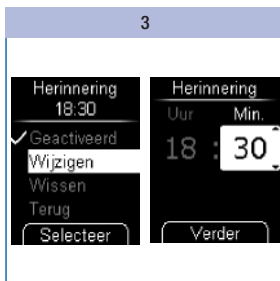 3
Herinnering
18:30
Geactiveerd
Wijzigen
Wissen
Terug
Selecteer
Herinnering
Uur Min.
18 : 30
Verder